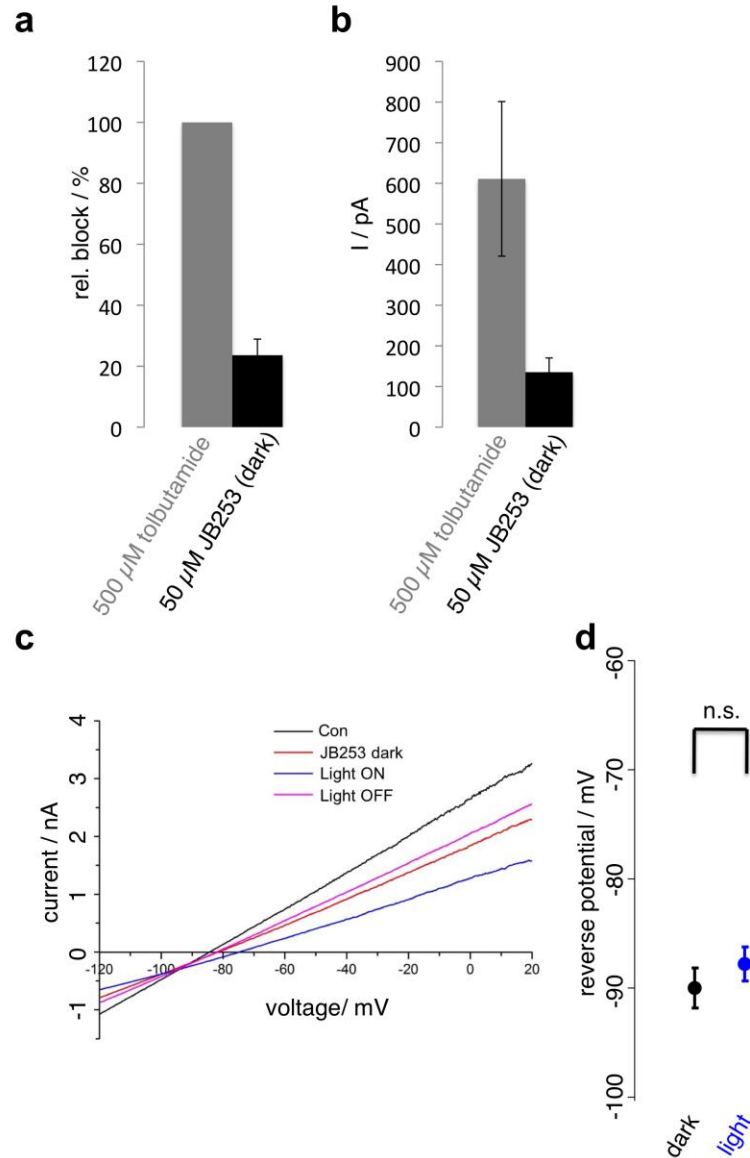 a
120
100
80
60
40
20
0
rel. block / %
500 µM tolbutamide
50 µM JB253 (dark)
b
900
800
700
600
500
400
300
200
100
0
I / pA
500 µM tolbutamide
50 µM JB253 (dark)
c
4
3
2
1
0
-1
current / nA
Con
JB253 dark
Light ON
Light OFF
-120 -100 -80 -60 -40 -20 0 20
voltage/ mV
d
-60
-70
-80
-90
-100
reverse potential / mV
n.s.
dark
light